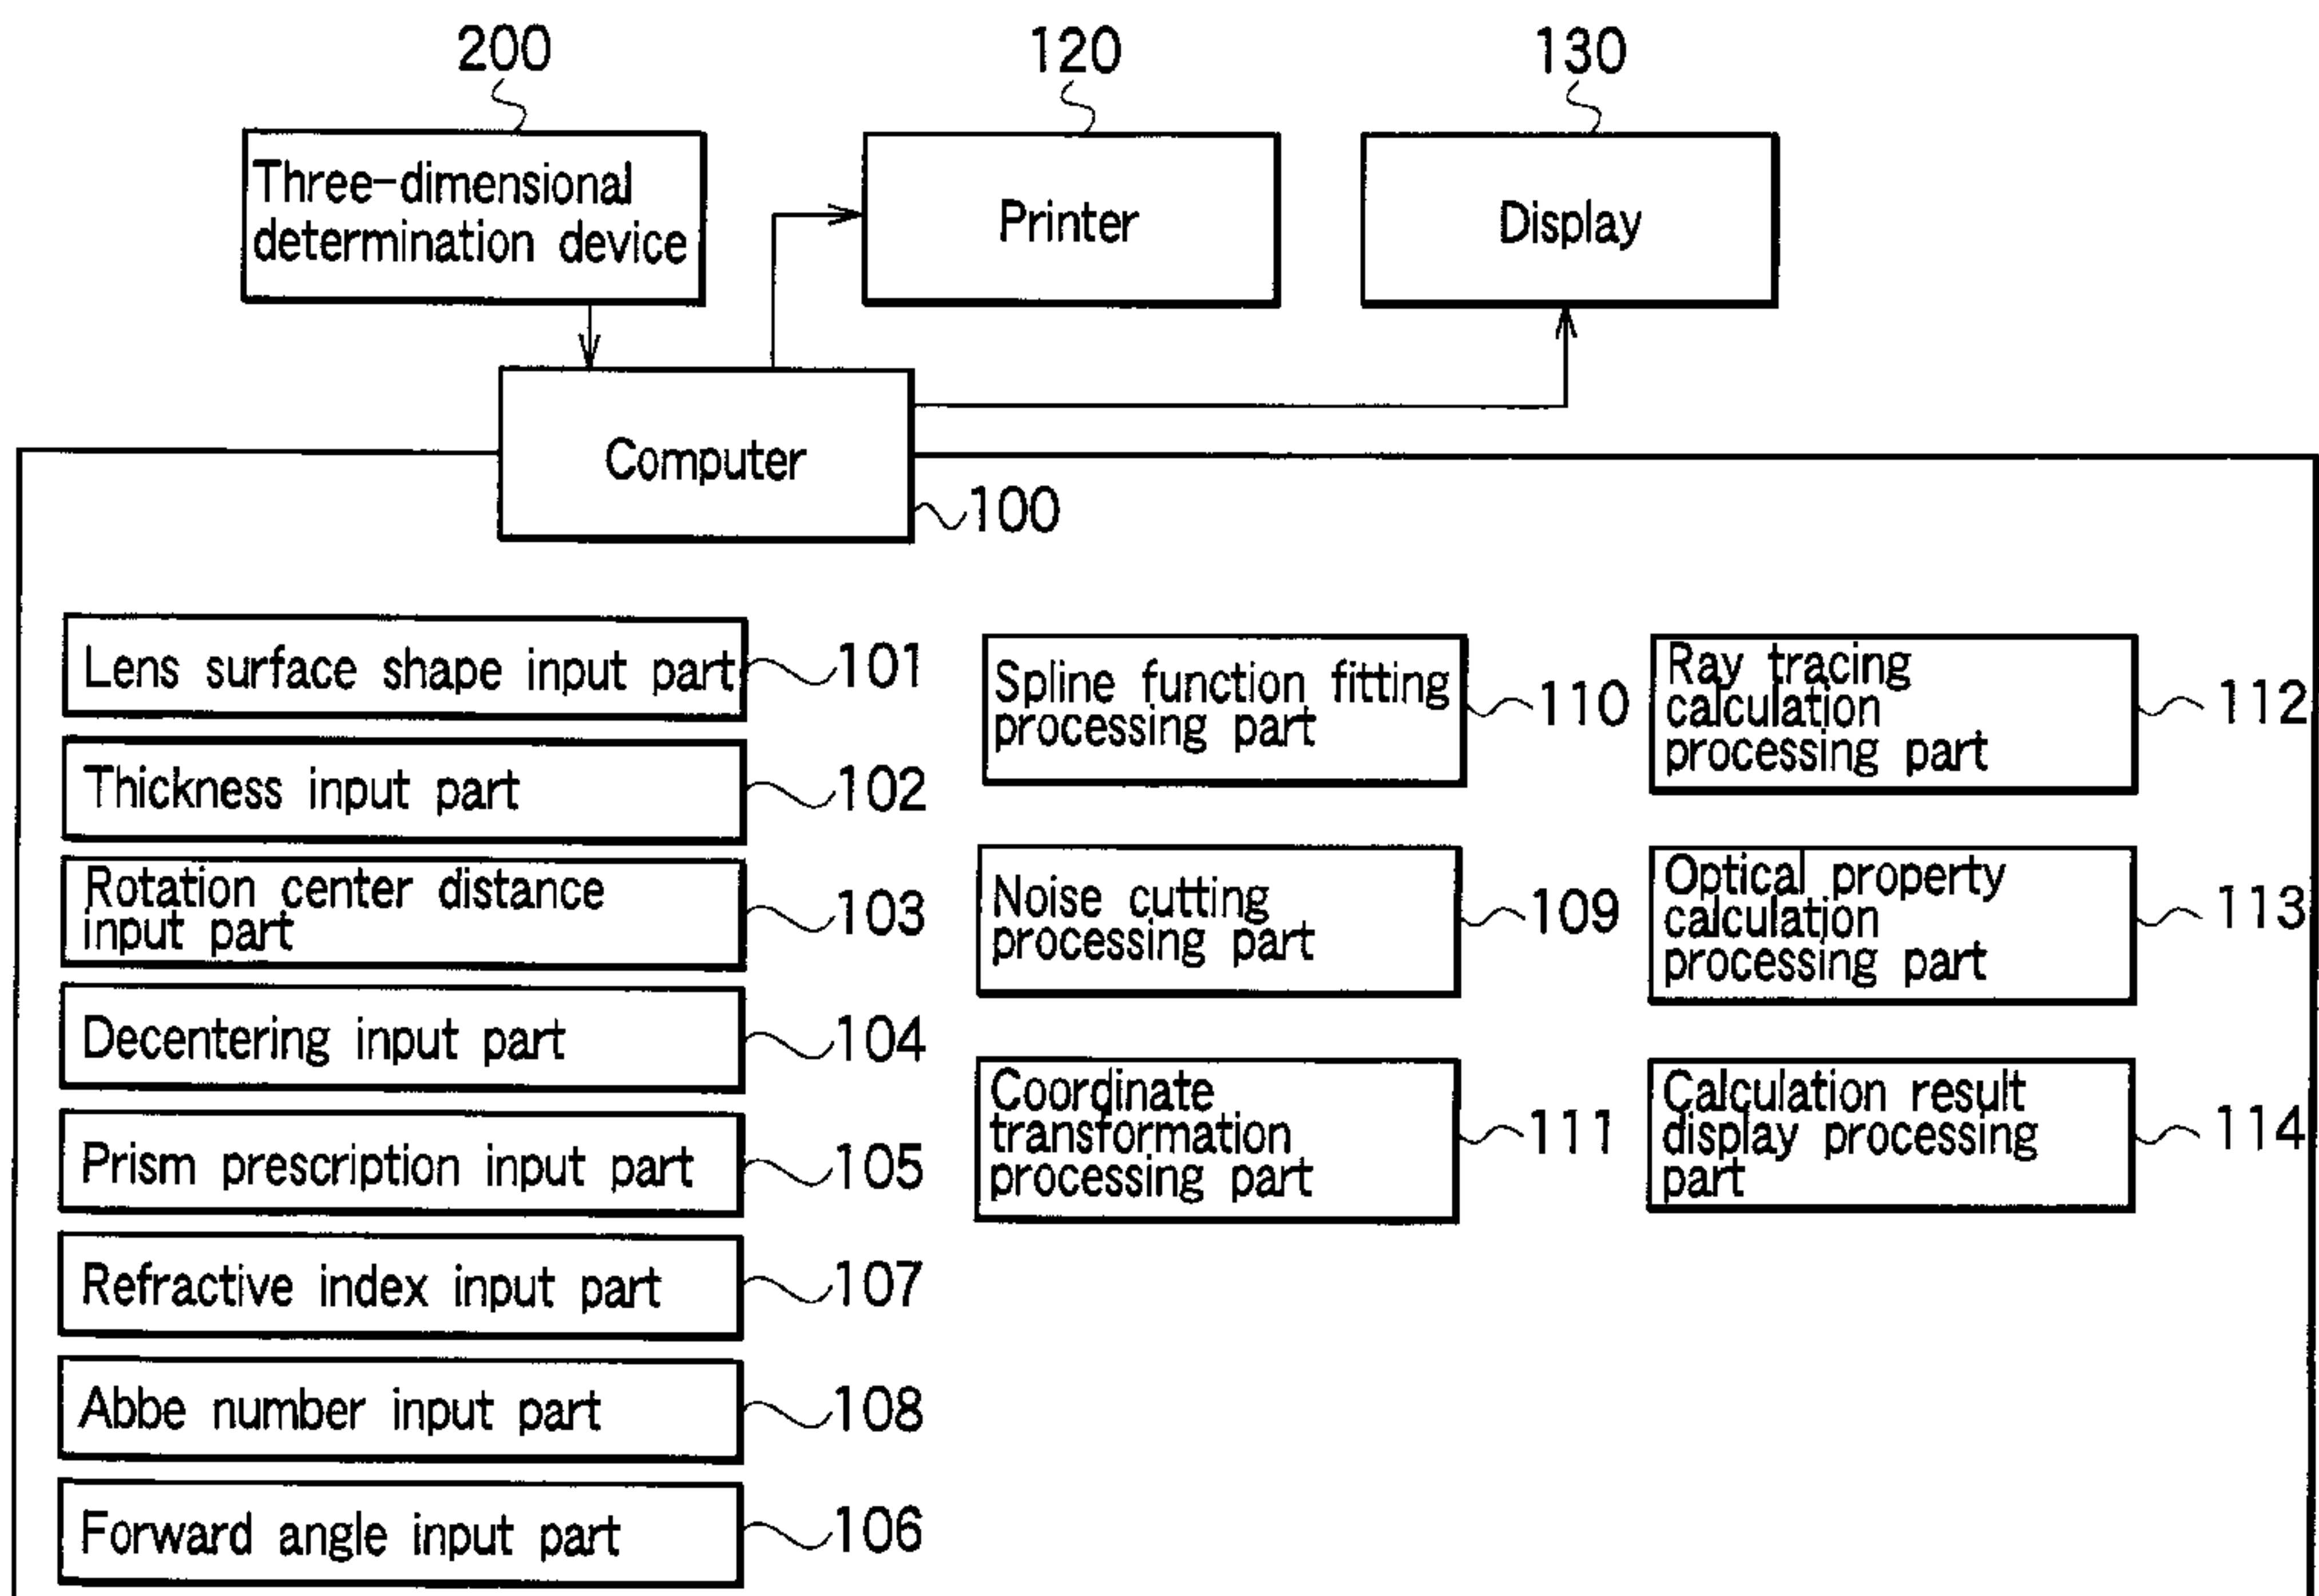 200
120
130
Three-dimensional
determination device
Printer
Display
Computer
100
Lens surface shape input part
101
Thickness input part
102
Rotation center distance
input part
103
Decentering input part
104
Prism prescription input part
105
Refractive index input part
107
Abbe number input part
108
Forward angle input part
106
Spline function fitting
processing part
110
Noise cutting
processing part
109
Coordinate
transformation
processing part
111
Ray tracing
calculation
processing part
112
Optical property
calculation
processing part
113
Calculation result
display processing
part
114